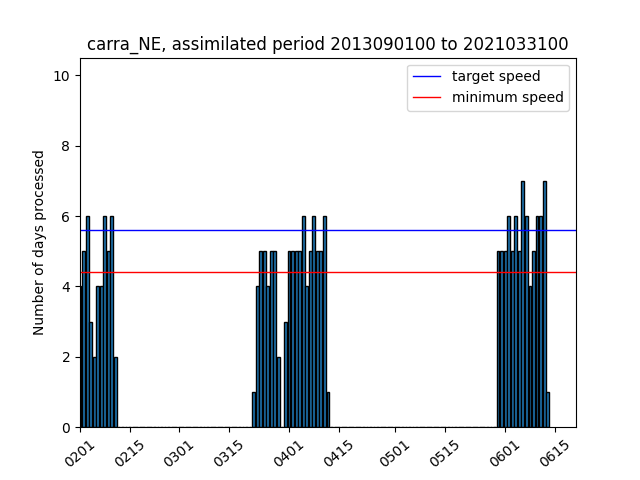 carra_NE, assimilated period 2013090100 to 2021033100
target speed
minimum speed
Number of days processed
10
8
6
4
2
0
0201 0215 0301 0315 0401 0415 0501 0515 0601 0615